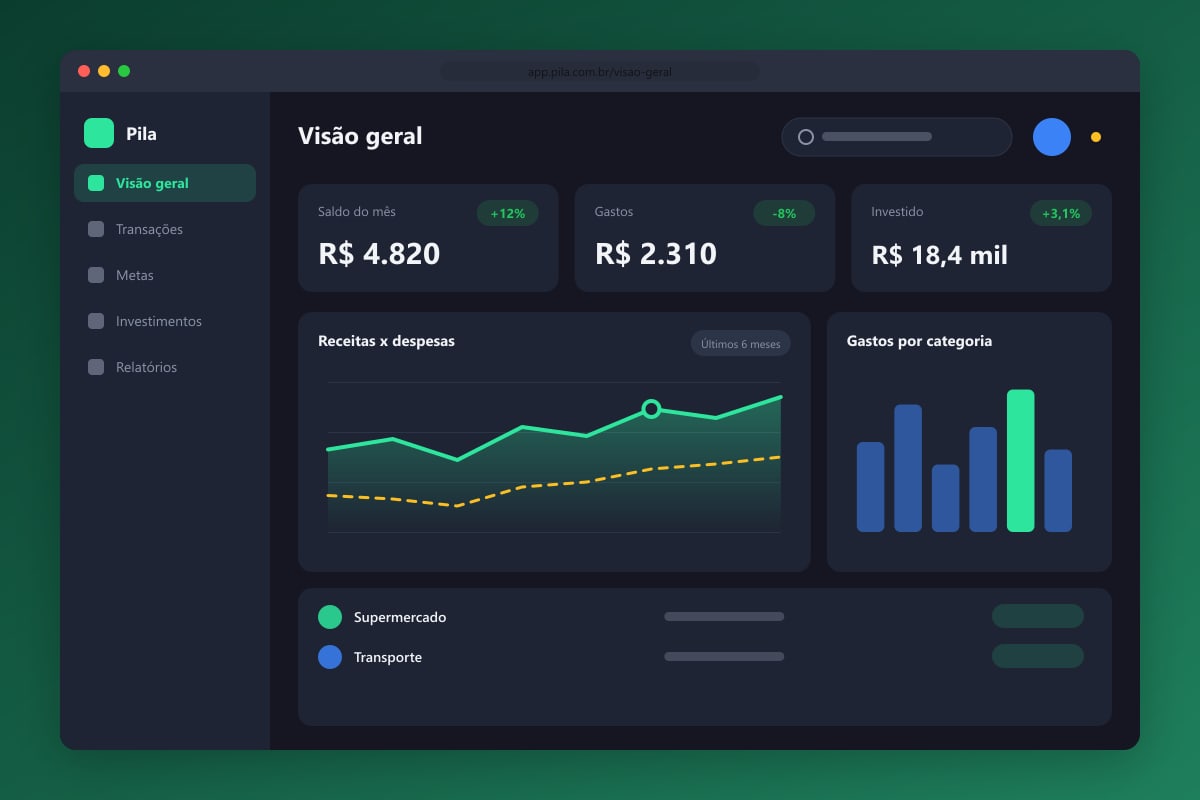 app.pila.com.br/visao-geral
Pila
Visão geral
Transações
Metas
Investimentos
Relatórios
Visão geral
Saldo do mês
+12%
R$ 4.820
Gastos
-8%
R$ 2.310
Investido
+3,1%
R$ 18,4 mil
Receitas x despesas
Últimos 6 meses
Gastos por categoria
Supermercado
Transporte